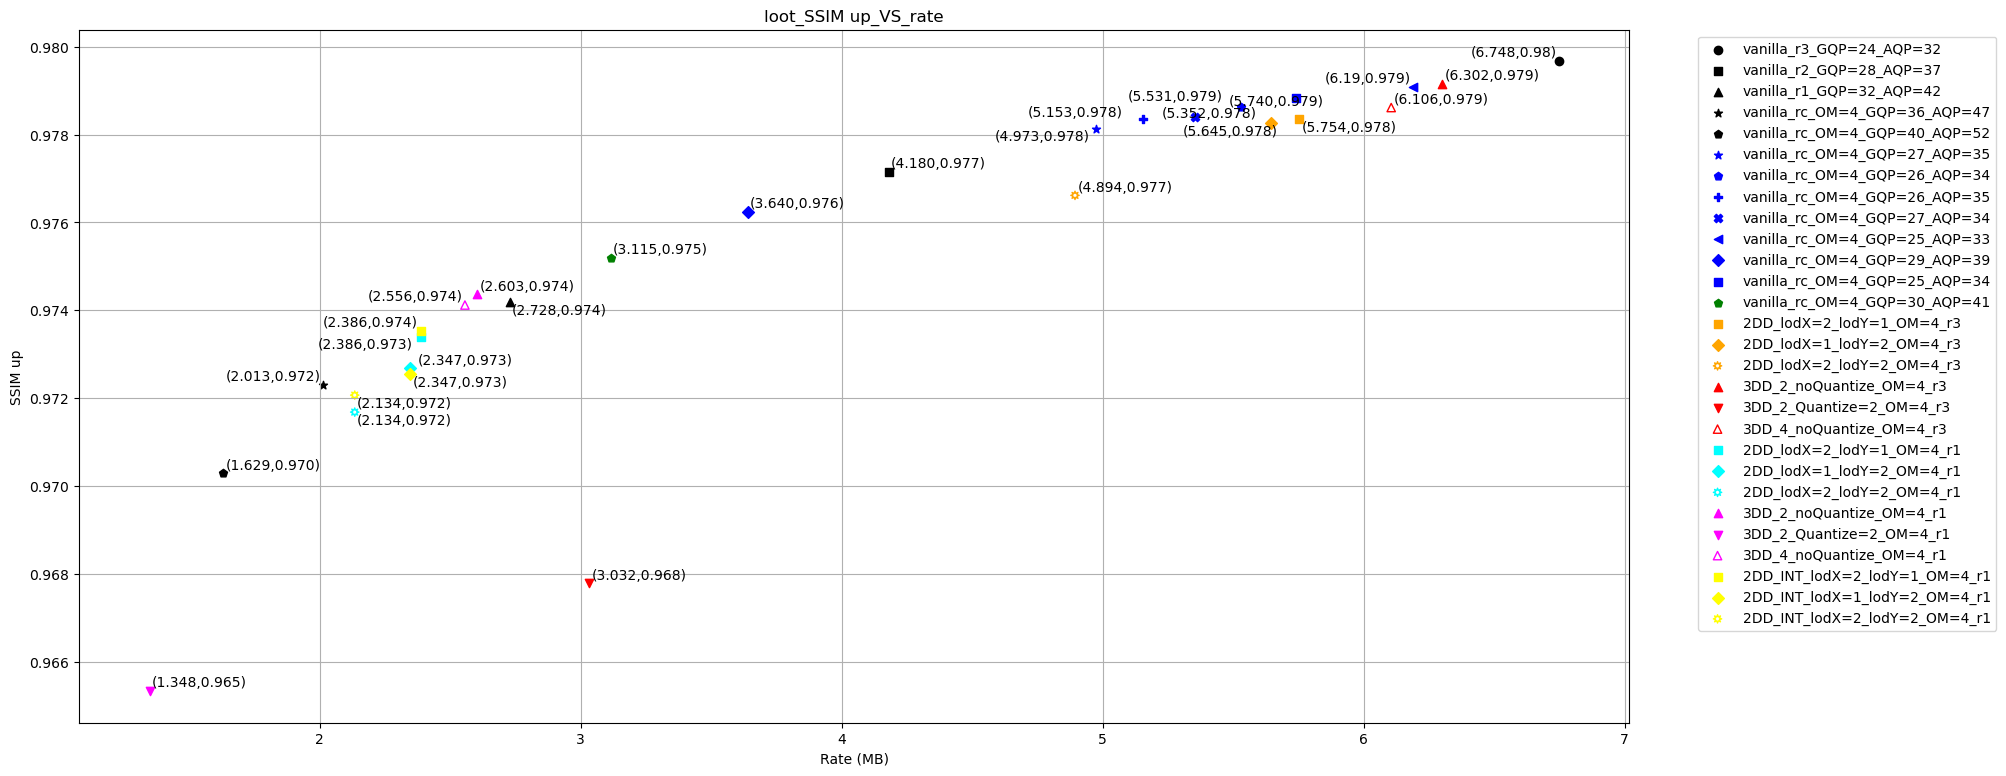 loot_SSIM up_VS_rate
SSIM up
0.980
0.978
0.976
0.974
0.972
0.970
0.968
0.966
(6.748,0.98)
(6.19,0.979)
(6.302,0.979)
(6.106,0.979)
(5.531,0.979)
(5.740,0.979)
(5.153,0.978)
(5.352,0.978)
(4.973,0.978)
(5.645,0.978)
(5.754,0.978)
(4.180,0.977)
(4.894,0.977)
(3.640,0.976)
(3.115,0.975)
(2.603,0.974)
(2.556,0.974)
(2.728,0.974)
(2.386,0.974)
(2.386,0.973)
(2.347,0.973)
(2.013,0.972)
(2.347,0.973)
(2.134,0.972)
(2.134,0.972)
(1.629,0.970)
(3.032,0.968)
(1.348,0.965)
2
3
4
5
6
7
Rate (MB)
vanilla_r3_GQP=24_AQP=32
vanilla_r2_GQP=28_AQP=37
vanilla_r1_GQP=32_AQP=42
vanilla_rc_OM=4_GQP=36_AQP=47
vanilla_rc_OM=4_GQP=40_AQP=52
vanilla_rc_OM=4_GQP=27_AQP=35
vanilla_rc_OM=4_GQP=26_AQP=34
vanilla_rc_OM=4_GQP=26_AQP=35
vanilla_rc_OM=4_GQP=27_AQP=34
vanilla_rc_OM=4_GQP=25_AQP=33
vanilla_rc_OM=4_GQP=29_AQP=39
vanilla_rc_OM=4_GQP=25_AQP=34
vanilla_rc_OM=4_GQP=30_AQP=41
2DD_lodX=2_lodY=1_OM=4_r3
2DD_lodX=1_lodY=2_OM=4_r3
2DD_lodX=2_lodY=2_OM=4_r3
3DD_2_noQuantize_OM=4_r3
3DD_2_Quantize=2_OM=4_r3
3DD_4_noQuantize_OM=4_r3
2DD_lodX=2_lodY=1_OM=4_r1
2DD_lodX=1_lodY=2_OM=4_r1
2DD_lodX=2_lodY=2_OM=4_r1
3DD_2_noQuantize_OM=4_r1
3DD_2_Quantize=2_OM=4_r1
3DD_4_noQuantize_OM=4_r1
2DD_INT_lodX=2_lodY=1_OM=4_r1
2DD_INT_lodX=1_lodY=2_OM=4_r1
2DD_INT_lodX=2_lodY=2_OM=4_r1